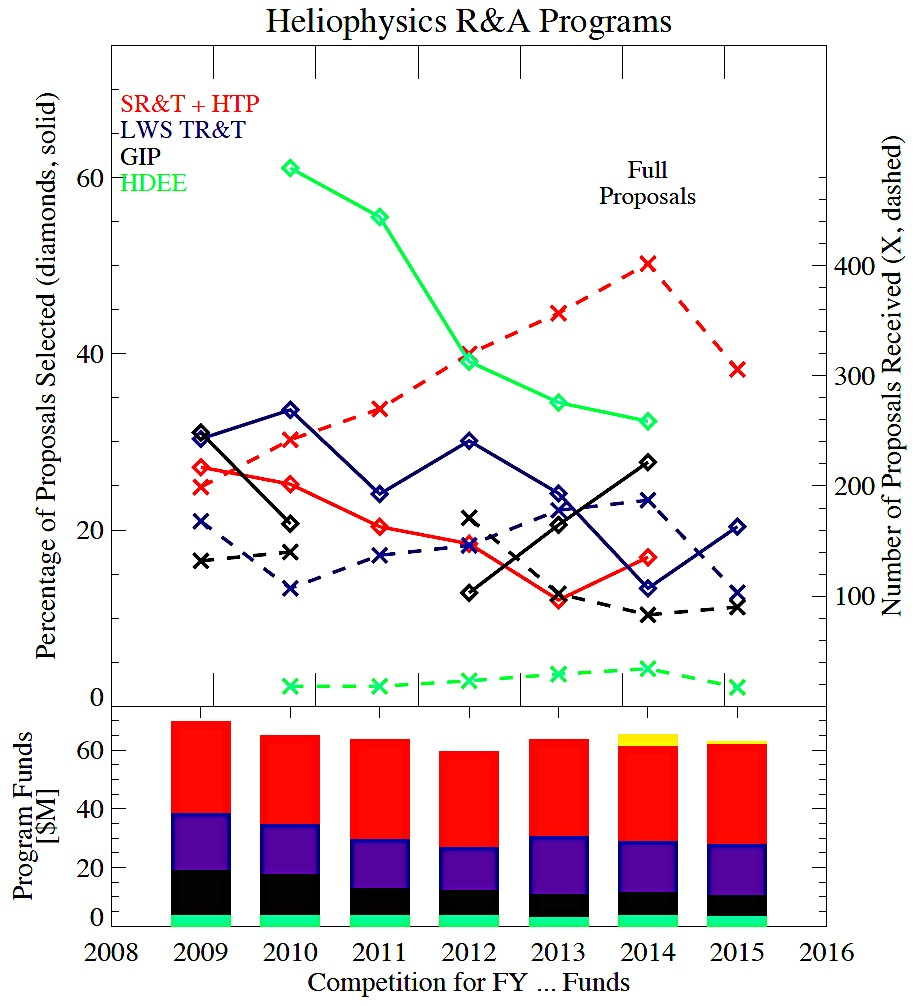 Heliophysics R&A Programs
SR&T + HTP
LWS TR&T
GIP
HDEE
Full
Proposals
Percentage of Proposals Selected (diamonds, solid)
60
40
20
0
Number of Proposals Received (X, dashed)
400
300
200
100
Program Funds
[$M]
60
40
20
0
2008 2009 2010 2011 2012 2013 2014 2015 2016
Competition for FY ... Funds